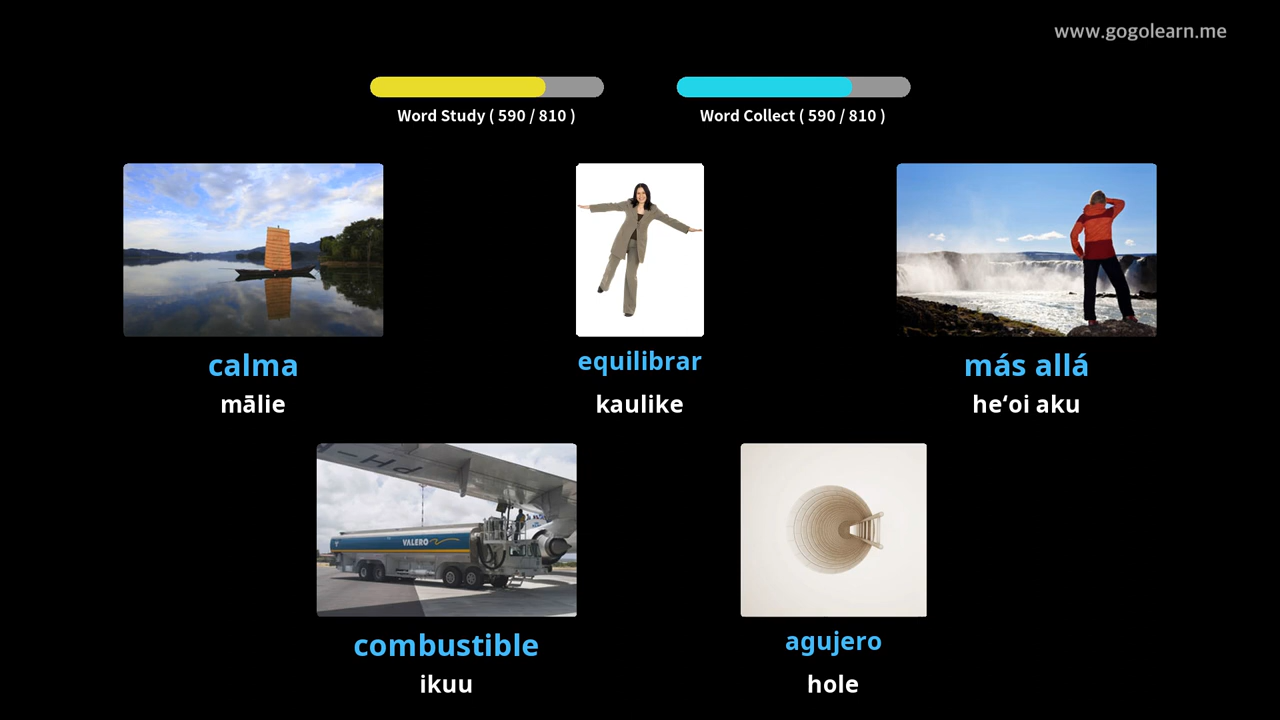 www.gogolearn.me
Word Study ( 590 / 810 )
Word Collect ( 590 / 810 )
calma
mālie
equilibrar
kaulike
más allá
heʻoi aku
PH-
VALERO
combustible
ikuu
agujero
hole